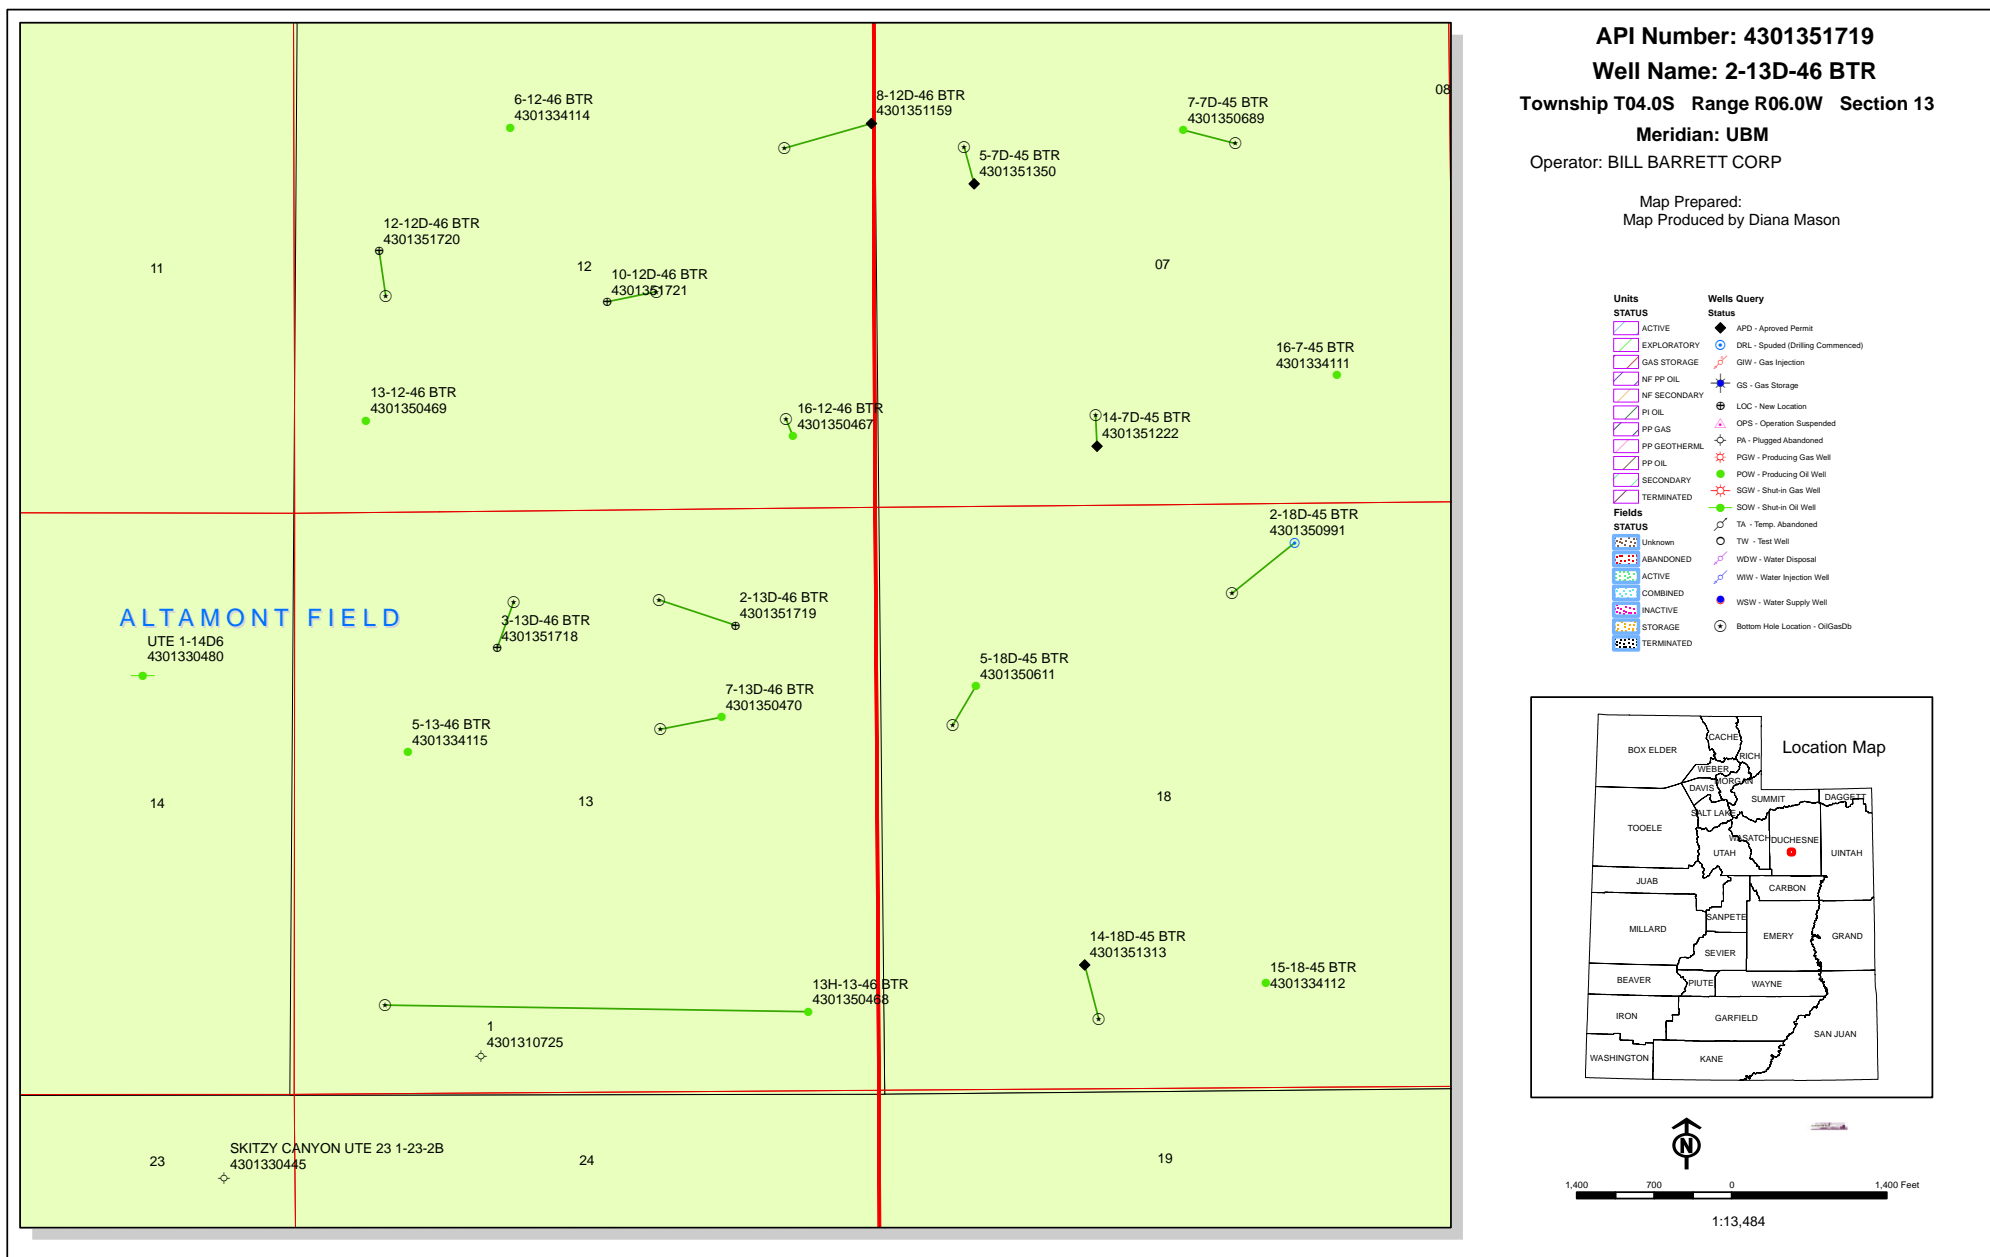 API Number: 4301351719
Well Name: 2-13D-46 BTR
Township T04.0S Range R06.0W Section 13
Meridian: UBM
Operator: BILL BARRETT CORP
Map Prepared:
Map Produced by Diana Mason
08
6-12-46 BTR
4301334114
8-12D-46 BTR
4301351159
7-7D-45 BTR
4301350689
5-7D-45 BTR
4301351350
12-12D-46 BTR
4301351720
11
12
10-12D-46 BTR
4301351721
07
16-7-45 BTR
4301334111
13-12-46 BTR
4301350469
16-12-46 BTR
4301350467
14-7D-45 BTR
4301351222
2-18D-45 BTR
4301350991
ALTAMONT FIELD
UTE 1-14D6
4301330480
3-13D-46 BTR
4301351718
2-13D-46 BTR
4301351719
5-18D-45 BTR
4301350611
7-13D-46 BTR
4301350470
5-13-46 BTR
4301334115
14
13
18
14-18D-45 BTR
4301351313
15-18-45 BTR
4301334112
13H-13-46 BTR
4301350468
1
4301310725
SKITZY CANYON UTE 23 1-23-2B
4301330445
23
24
19
Units
STATUS
ACTIVE
EXPLORATORY
GAS STORAGE
NF PP OIL
NF SECONDARY
PI OIL
PP GAS
PP GEOTHERML
PP OIL
SECONDARY
TERMINATED
Fields
STATUS
Unknown
ABANDONED
ACTIVE
COMBINED
INACTIVE
STORAGE
TERMINATED
Wells Query
Status
APD - Aproved Permit
DRL - Spuded (Drilling Commenced)
GIW - Gas Injection
GS - Gas Storage
LOC - New Location
OPS - Operation Suspended
PA - Plugged Abandoned
PGW - Producing Gas Well
POW - Producing Oil Well
SGW - Shut-in Gas Well
SOW - Shut-in Oil Well
TA - Temp. Abandoned
TW - Test Well
WDW - Water Disposal
WIW - Water Injection Well
WSW - Water Supply Well
Bottom Hole Location - OilGasDb
Location Map
BOX ELDER
CACHE
RICH
WEBER
MORGAN
DAVIS
SUMMIT
DAGGETT
SALT LAKE
TOOELE
WASATCH
DUCHESNE
UTAH
UINTAH
JUAB
CARBON
SANPETE
MILLARD
EMERY
GRAND
SEVIER
BEAVER
PIUTE
WAYNE
IRON
GARFIELD
SAN JUAN
WASHINGTON
KANE
N
1,400 700 0 1,400 Feet
1:13,484